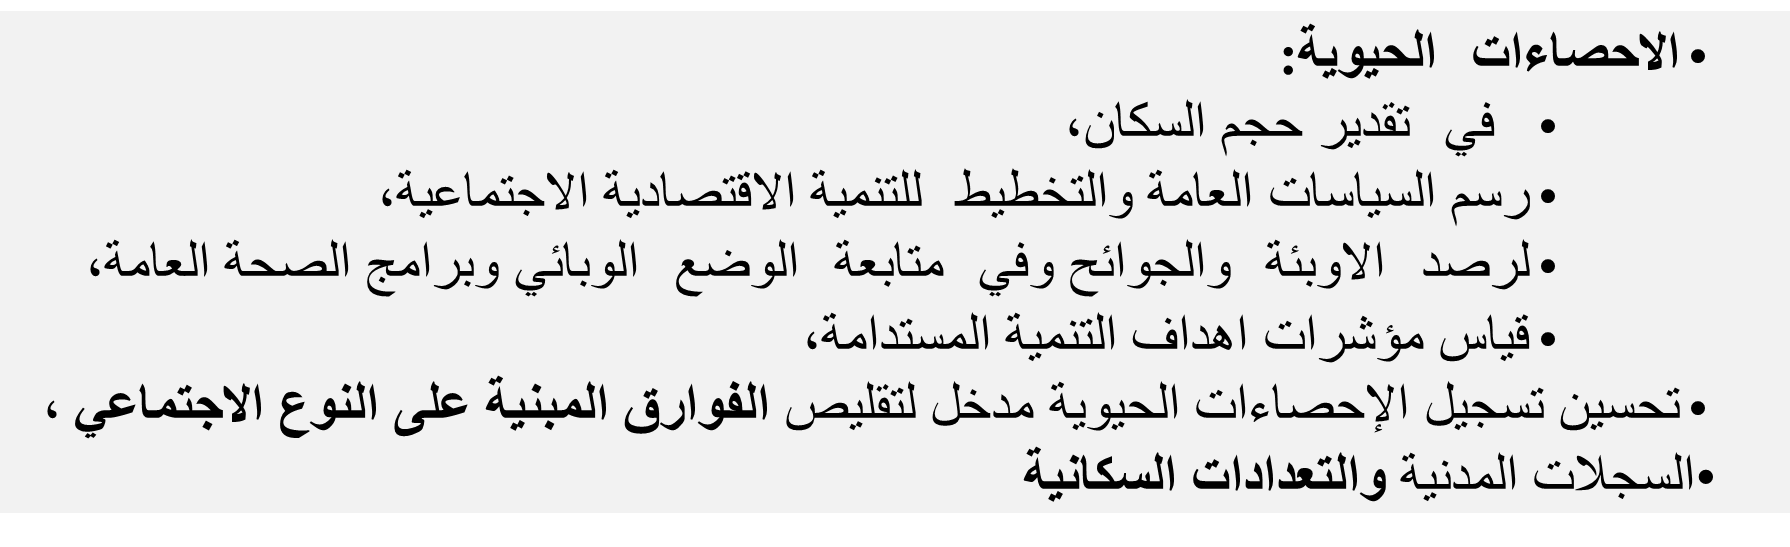 • الاحصاءات الحيوية:
• في تقدير حجم السكان،
• رسم السياسات العامة والتخطيط للتنمية الاقتصادية الاجتماعية،
• لرصد الاوبئة والجوائح وفي متابعة الوضع الوبائي وبرامج الصحة العامة،
• قياس مؤشرات اهداف التنمية المستدامة،
• تحسين تسجيل الإحصاءات الحيوية مدخل لتقليص الفوارق المبنية على النوع الاجتماعي ،
•السجلات المدنية والتعدادات السكانية